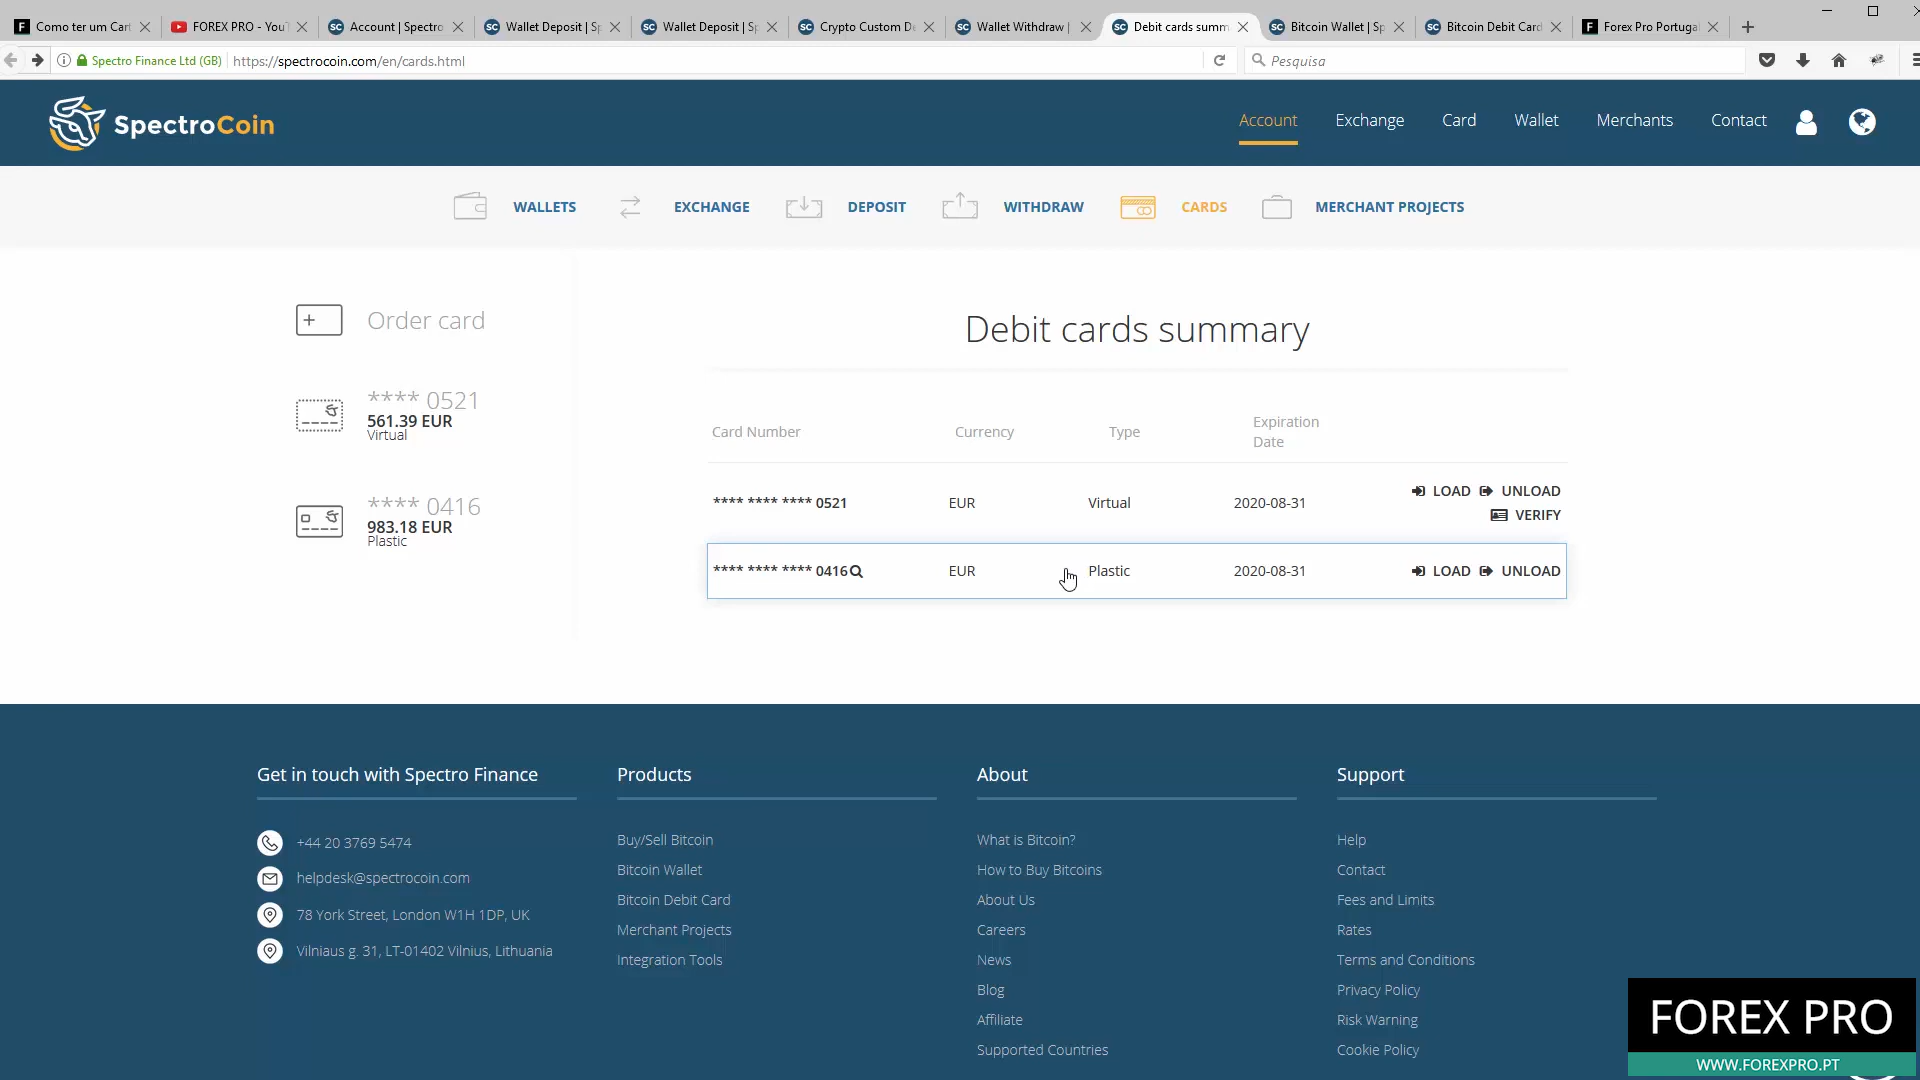 Como ter um Cart
FOREX PRO - YouT
Account | Spectro
Wallet Deposit | Sp
Wallet Deposit | Sp
Crypto Custom De
Wallet Withdraw |
Debit cards summ
Bitcoin Wallet | Sp
Bitcoin Debit Card
Forex Pro Portuga
Spectro Finance Ltd (GB)
https://spectrocoin.com/en/cards.html
Pesquisa
SpectroCoin
Account
Exchange
Card
Wallet
Merchants
Contact
WALLETS
EXCHANGE
DEPOSIT
WITHDRAW
CARDS
MERCHANT PROJECTS
Order card
**** 0521
561.39 EUR
Virtual
**** 0416
983.18 EUR
Plastic
Debit cards summary
Card Number Currency Type Expiration
Date
**** **** **** 0521 EUR Virtual 2020-08-31 LOAD UNLOAD
VERIFY
**** **** **** 0416 EUR Plastic 2020-08-31 LOAD UNLOAD
Get in touch with Spectro Finance
+44 20 3769 5474
helpdesk@spectrocoin.com
78 York Street, London W1H 1DP, UK
Vilniaus g. 31, LT-01402 Vilnius, Lithuania
Products
Buy/Sell Bitcoin
Bitcoin Wallet
Bitcoin Debit Card
Merchant Projects
Integration Tools
About
What is Bitcoin?
How to Buy Bitcoins
About Us
Careers
News
Blog
Affiliate
Supported Countries
Support
Help
Contact
Fees and Limits
Rates
Terms and Conditions
Privacy Policy
Risk Warning
Cookie Policy
FOREX PRO
WWW.FOREXPRO.PT